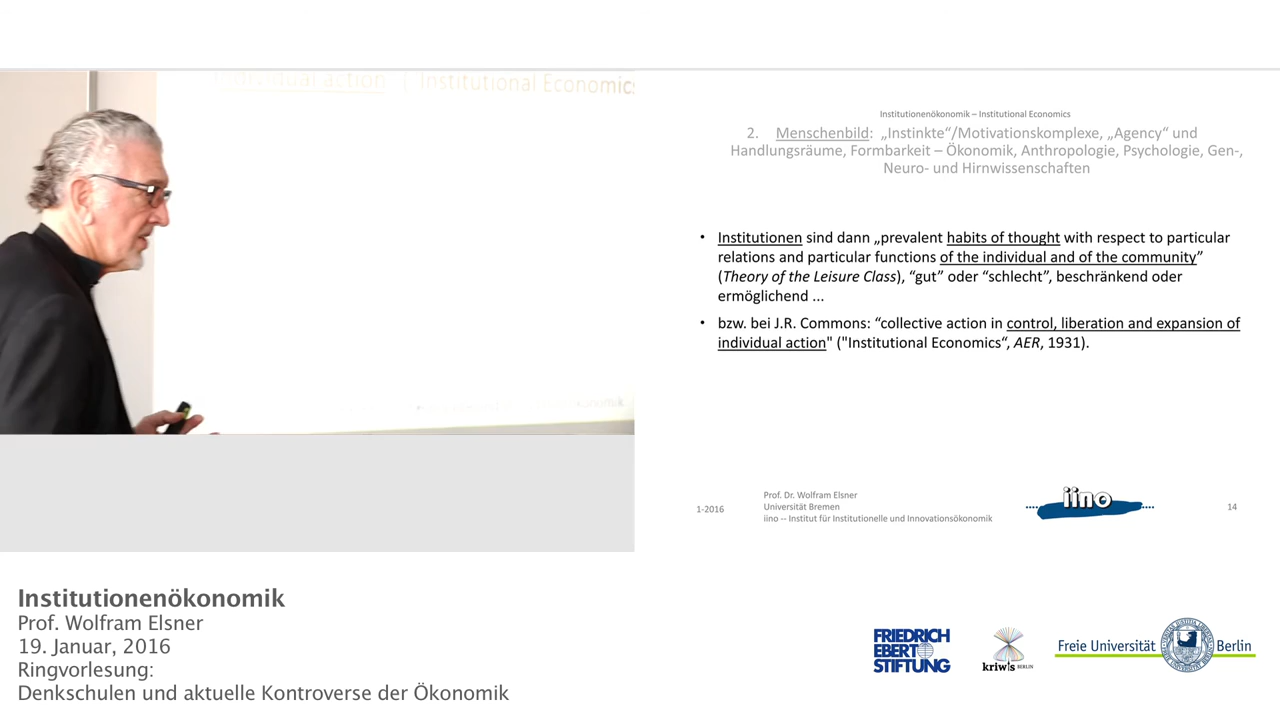 individual action | Institutional Economics
Institutionenökonomik – Institutional Economics
2. Menschenbild: „Instinkte“/Motivationskomplexe, „Agency“ und
Handlungsräume, Formbarkeit – Ökonomik, Anthropologie, Psychologie, Gen-,
Neuro- und Hirnwissenschaften
• Institutionen sind dann „prevalent habits of thought with respect to particular
relations and particular functions of the individual and of the community”
(Theory of the Leisure Class), “gut” oder “schlecht”, beschränkend oder
ermöglichend ...
• bzw. bei J.R. Commons: “collective action in control, liberation and expansion of
individual action" ("Institutional Economics“, AER, 1931).
1-2016
Prof. Dr. Wolfram Elsner
Universität Bremen
iino -- Institut für Institutionelle und Innovationsökonomik
iino
14
Institutionenökonomik
Prof. Wolfram Elsner
19. Januar, 2016
Ringvorlesung:
Denkschulen und aktuelle Kontroverse der Ökonomik
FRIEDRICH
EBERT
STIFTUNG
kriwis BERLIN
Freie Universität Berlin